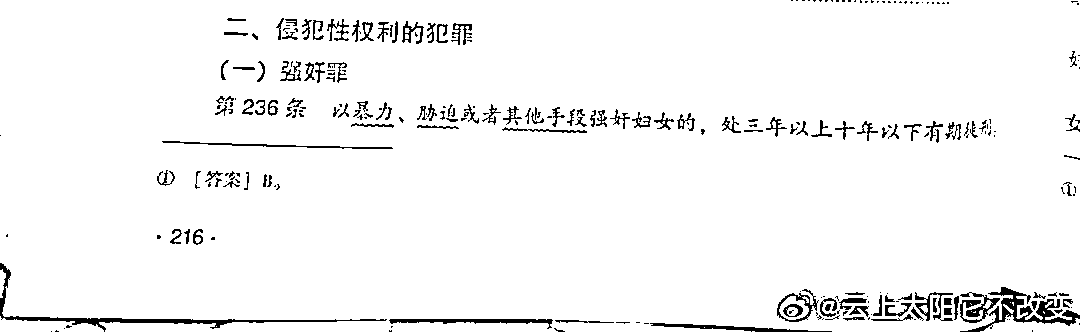 二、侵犯性权利的犯罪
（一）强奸罪
第236条 以暴力、胁迫或者其他手段强奸妇女的，处三年以上十年以下有期徒刑。
① [答案] B。
·216·
女
①
@云上太阳它不改变